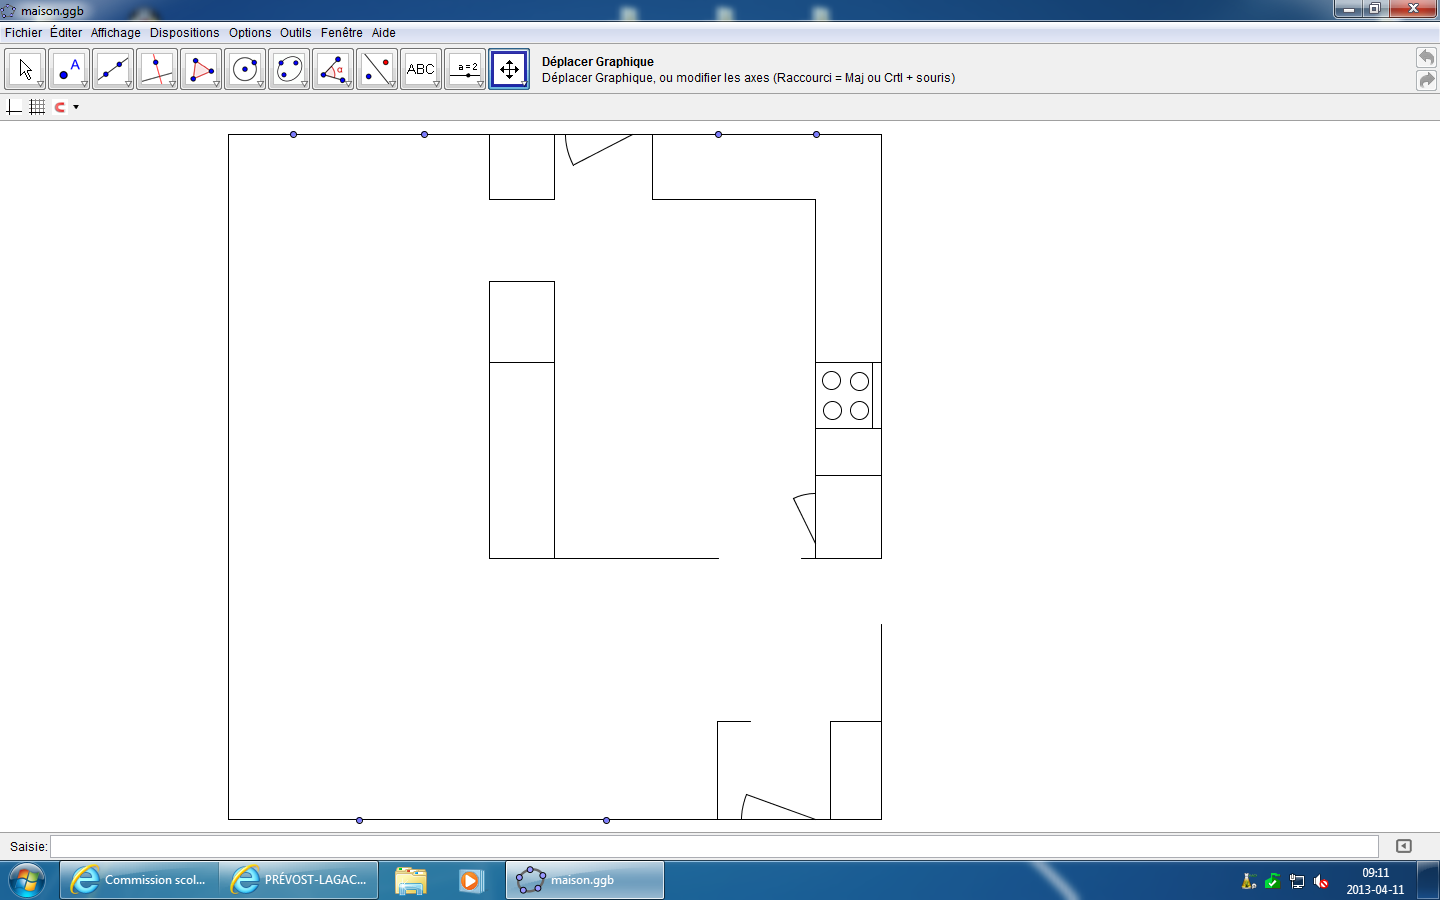 maison.ggb
Fichier Éditer Affichage Dispositions Options Outils Fenêtre Aide
A
α
ABC
a = 2
Déplacer Graphique
Déplacer Graphique, ou modifier les axes (Raccourci = Maj ou Crtl + souris)
Saisie:
Commission scol...
PRÉVOST-LAGAC...
maison.ggb
09:11
2013-04-11